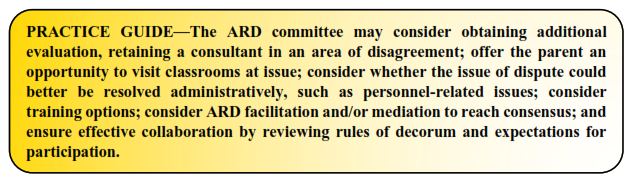 PRACTICE GUIDE—The ARD committee may consider obtaining additional
evaluation, retaining a consultant in an area of disagreement; offer the parent an
opportunity to visit classrooms at issue; consider whether the issue of dispute could
better be resolved administratively, such as personnel-related issues; consider
training options; consider ARD facilitation and/or mediation to reach consensus; and
ensure effective collaboration by reviewing rules of decorum and expectations for
participation.